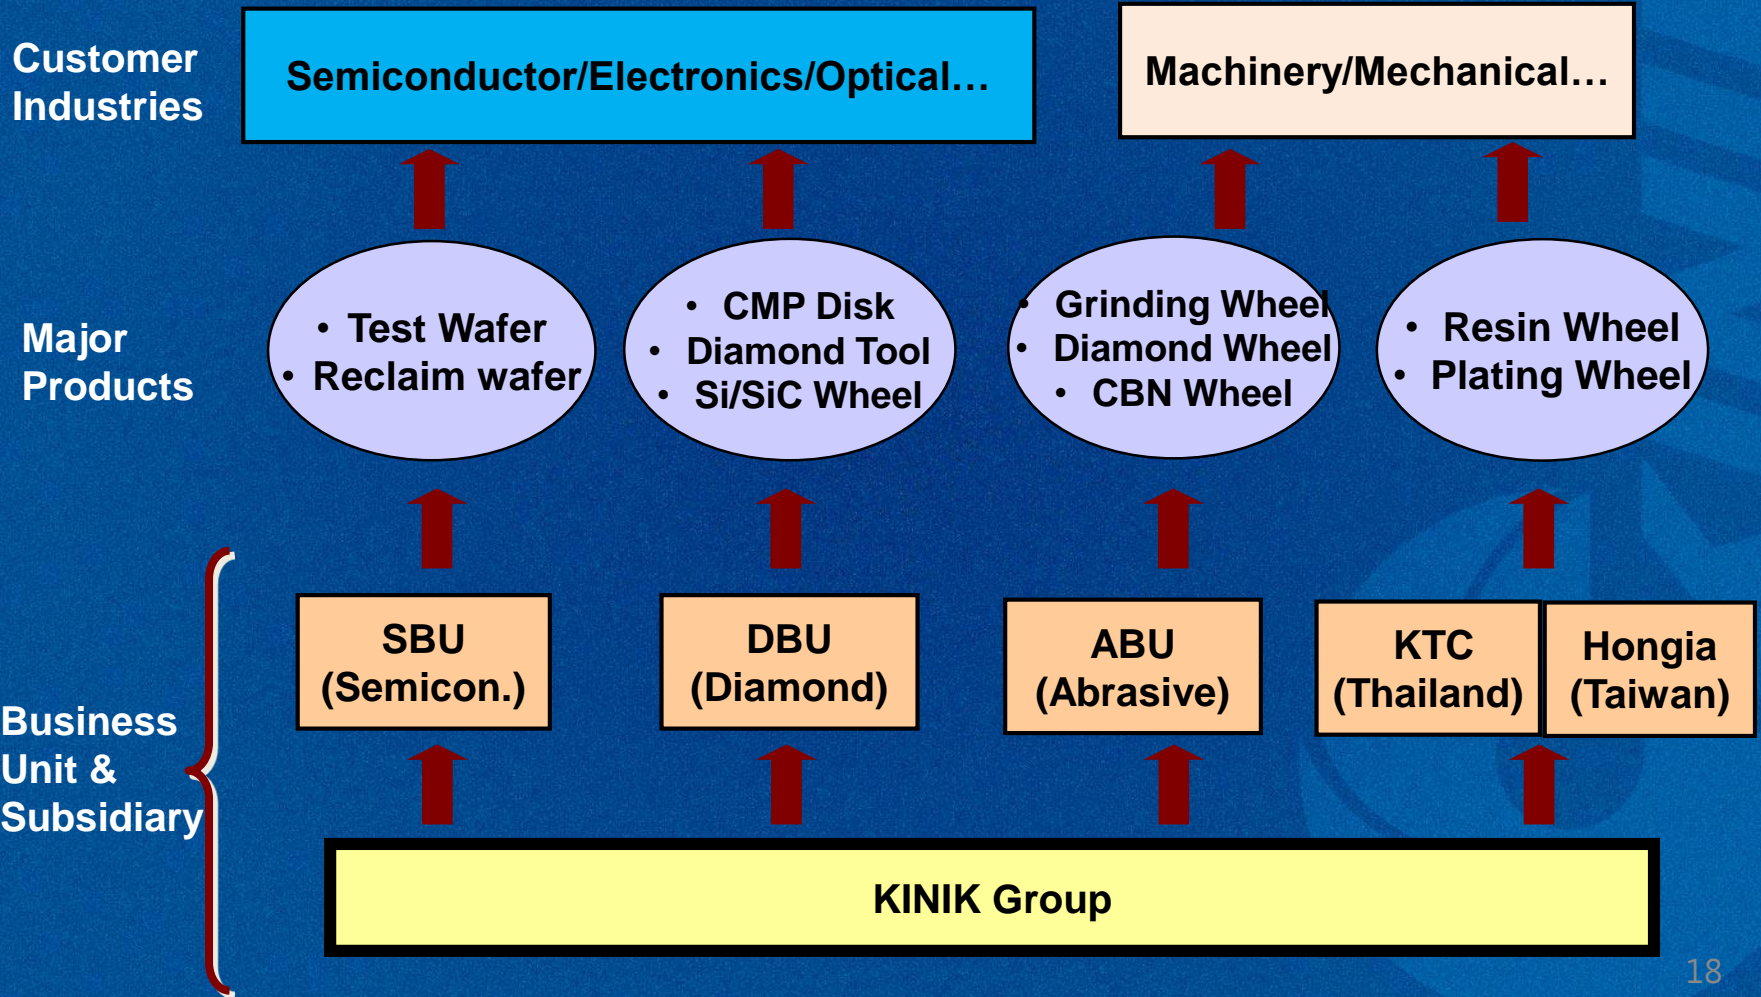 Customer
Industries
Semiconductor/Electronics/Optical…
Machinery/Mechanical…
Major
Products
• Test Wafer
• Reclaim wafer
• CMP Disk
• Diamond Tool
• Si/SiC Wheel
• Grinding Wheel
• Diamond Wheel
• CBN Wheel
• Resin Wheel
• Plating Wheel
Business
Unit &
Subsidiary
SBU
(Semicon.)
DBU
(Diamond)
ABU
(Abrasive)
KTC
(Thailand)
Hongia
(Taiwan)
KINIK Group
18